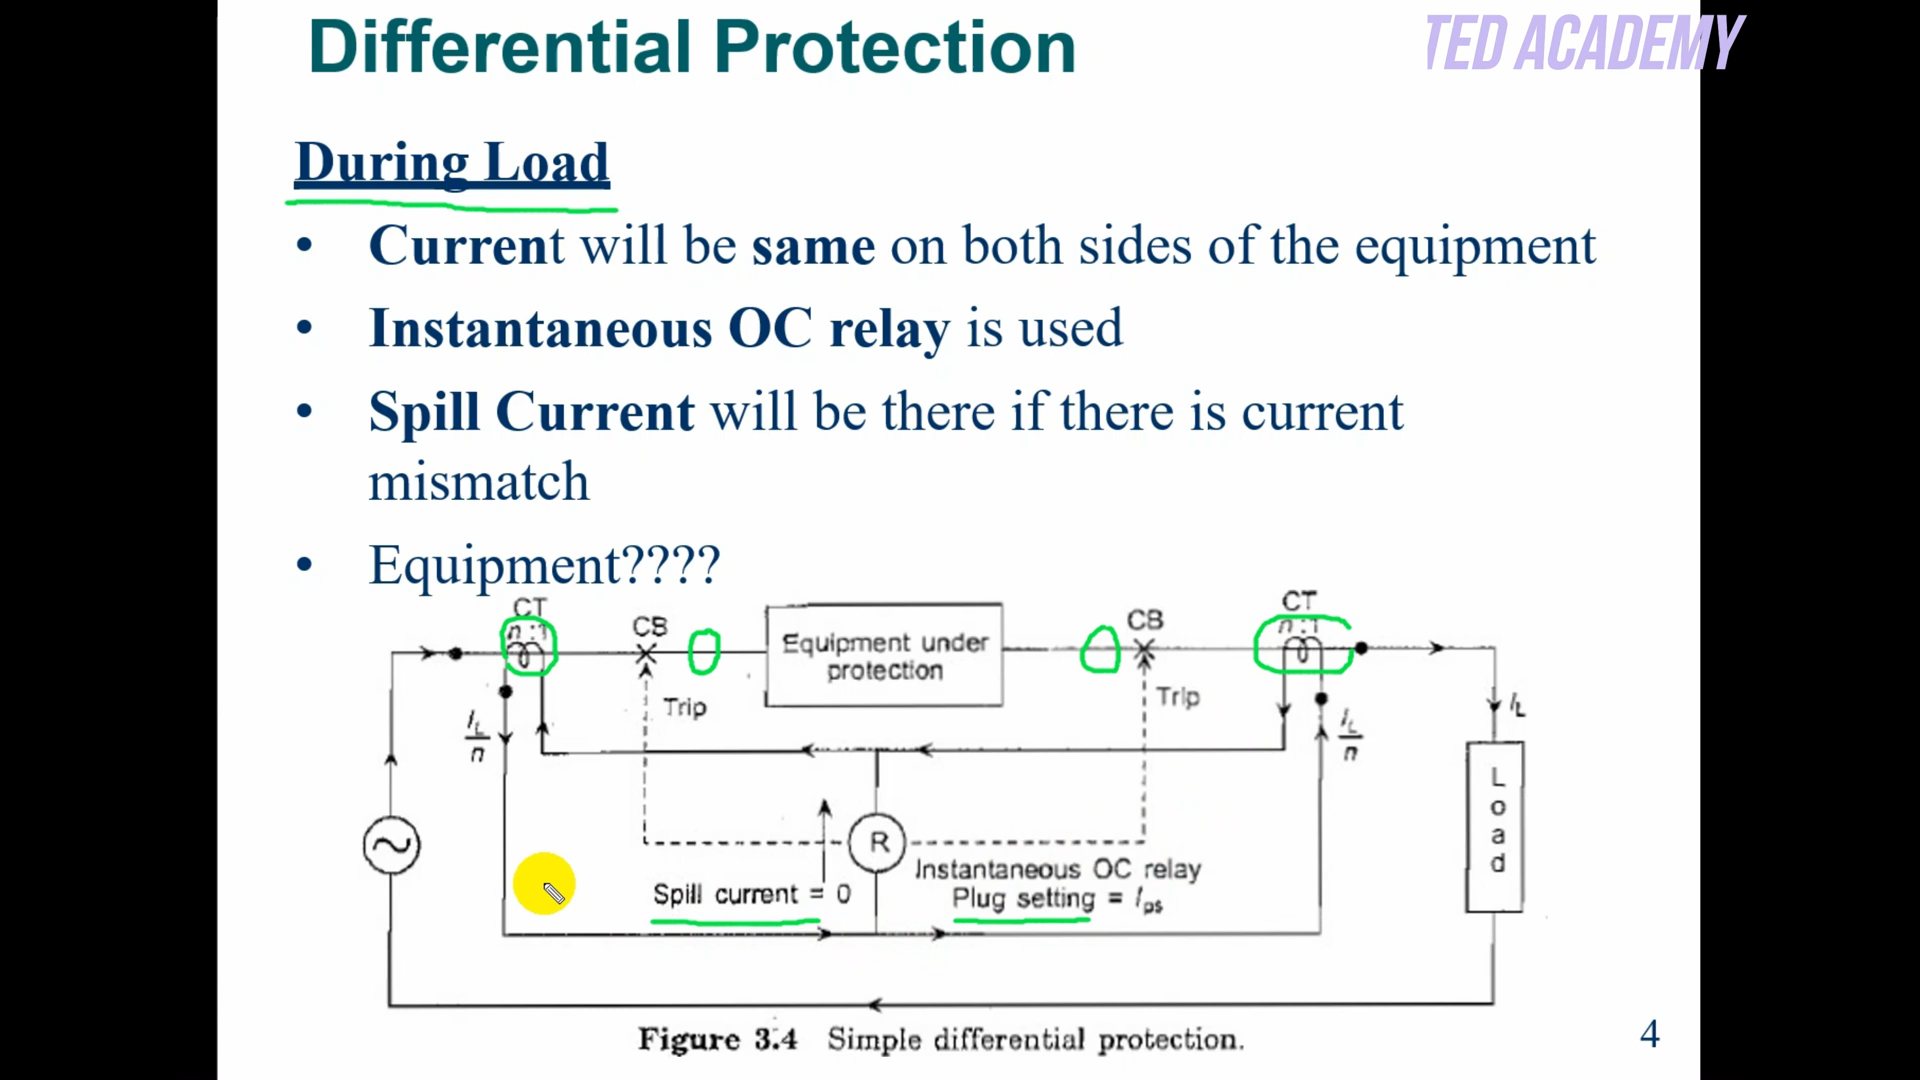 Differential Protection
TED ACADEMY
During Load
• Current will be same on both sides of the equipment
• Instantaneous OC relay is used
• Spill Current will be there if there is current
mismatch
• Equipment????
CT
n:1
CB
Equipment under
protection
CB
CT
n:1
Trip
Trip
I_L/n
I_L/n
I_L
Load
R
Instantaneous OC relay
Spill current = 0
Plug setting = I_ps
Figure 3.4 Simple differential protection.
4